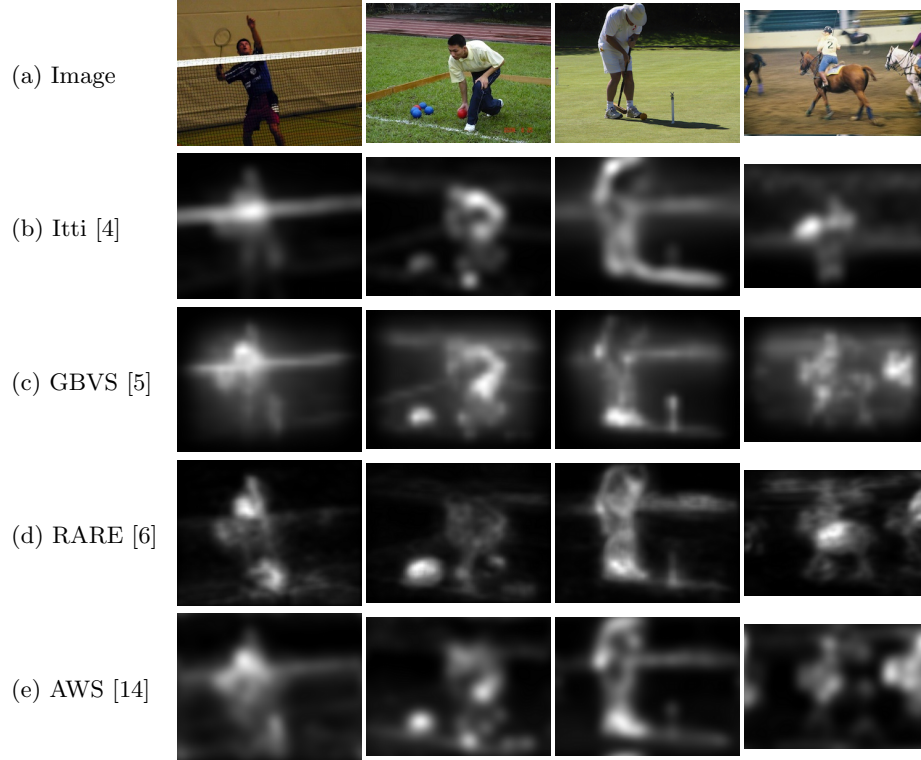 (a) Image
2
(b) Itti [4]
(c) GBVS [5]
(d) RARE [6]
(e) AWS [14]